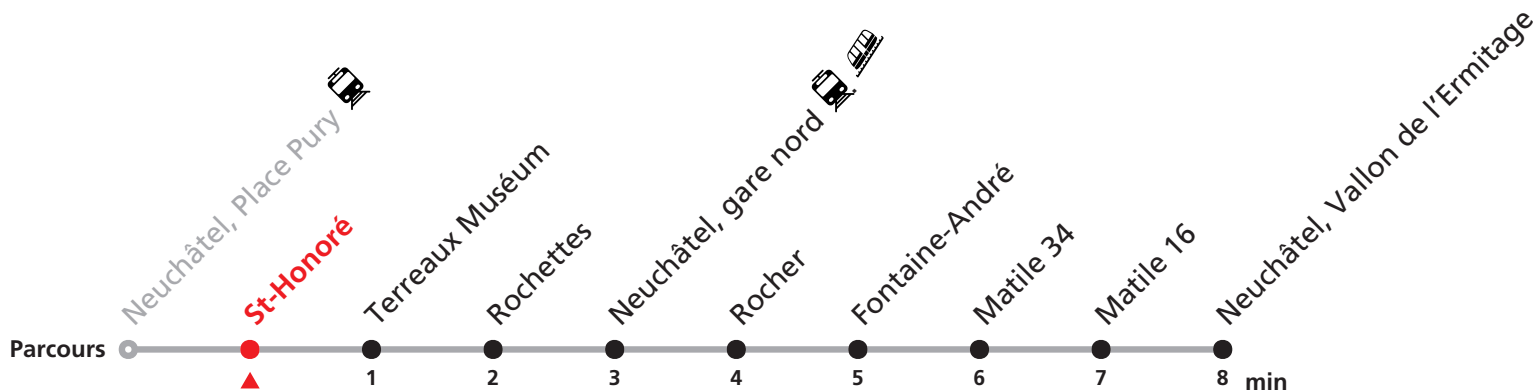 Neuchâtel, Place Pury
St-Honoré
Terreaux Muséum
Rochettes
Neuchâtel, gare nord
Rocher
Fontaine-André
Matile 34
Matile 16
Neuchâtel, Vallon de l'Ermitage
Parcours
1 2 3 4 5 6 7 8 min